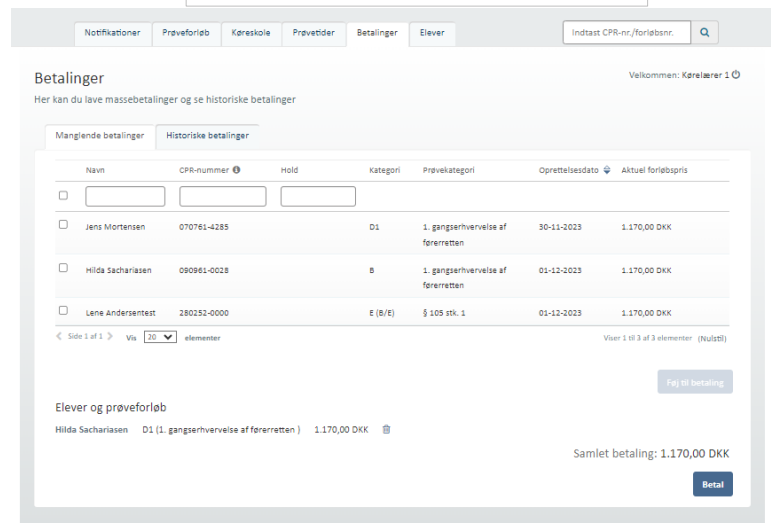 Notifikationer Prøveforløb Køreskole Prøvetider Betalinger Elever Indtast CPR-nr./forløbsnr.
Betalinger
Velkommen: Kørelærer 1
Her kan du lave massebetalinger og se historiske betalinger
Manglende betalinger Historiske betalinger
Navn CPR-nummer Hold Kategori Prøvekategori Oprettelsesdato Aktuel forløbspris
Jens Mortensen 070761-4285 D1 1. gangserhvervelse af 30-11-2023 1.170,00 DKK
førerretten
Hilda Sachariasen 090961-0028 B 1. gangserhvervelse af 01-12-2023 1.170,00 DKK
førerretten
Lene Andersentest 280252-0000 E (B/E) § 105 stk. 1 01-12-2023 1.170,00 DKK
Side 1 af 1 Vis 20 elementer Viser 1 til 3 af 3 elementer (Nulstil)
Føj til betaling
Elever og prøveforløb
Hilda Sachariasen D1 (1. gangserhvervelse af førerretten ) 1.170,00 DKK
Samlet betaling: 1.170,00 DKK
Betal